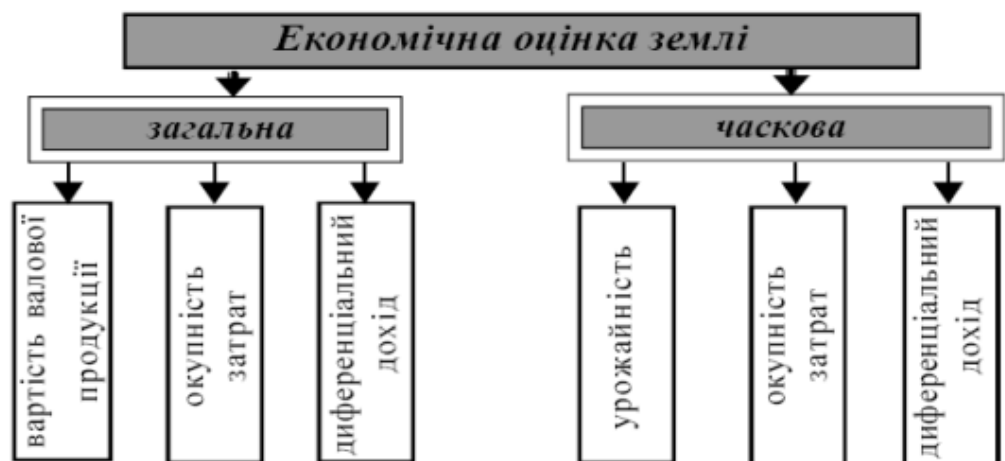 Економічна оцінка землі
загальна
часкова
вартість валової
продукції
окупність
затрат
диференціальний
дохід
урожайність
окупність
затрат
диференціальний
дохід